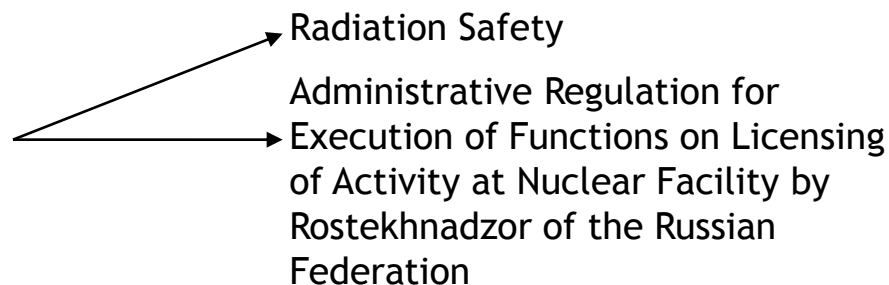 Radiation Safety
Administrative Regulation for
Execution of Functions on Licensing
of Activity at Nuclear Facility by
Rostekhnadzor of the Russian
Federation